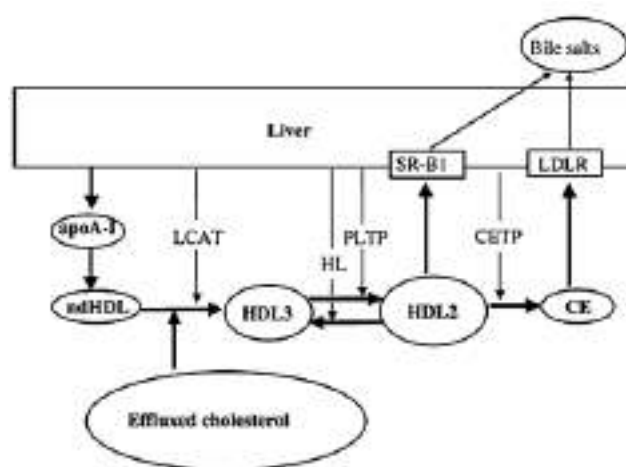 Bile salts
Liver
SR-B1
LDLR
apoA-I
LCAT
PLTP
CETP
HL
ndHDL
HDL3
HDL2
CE
Effluxed cholesterol